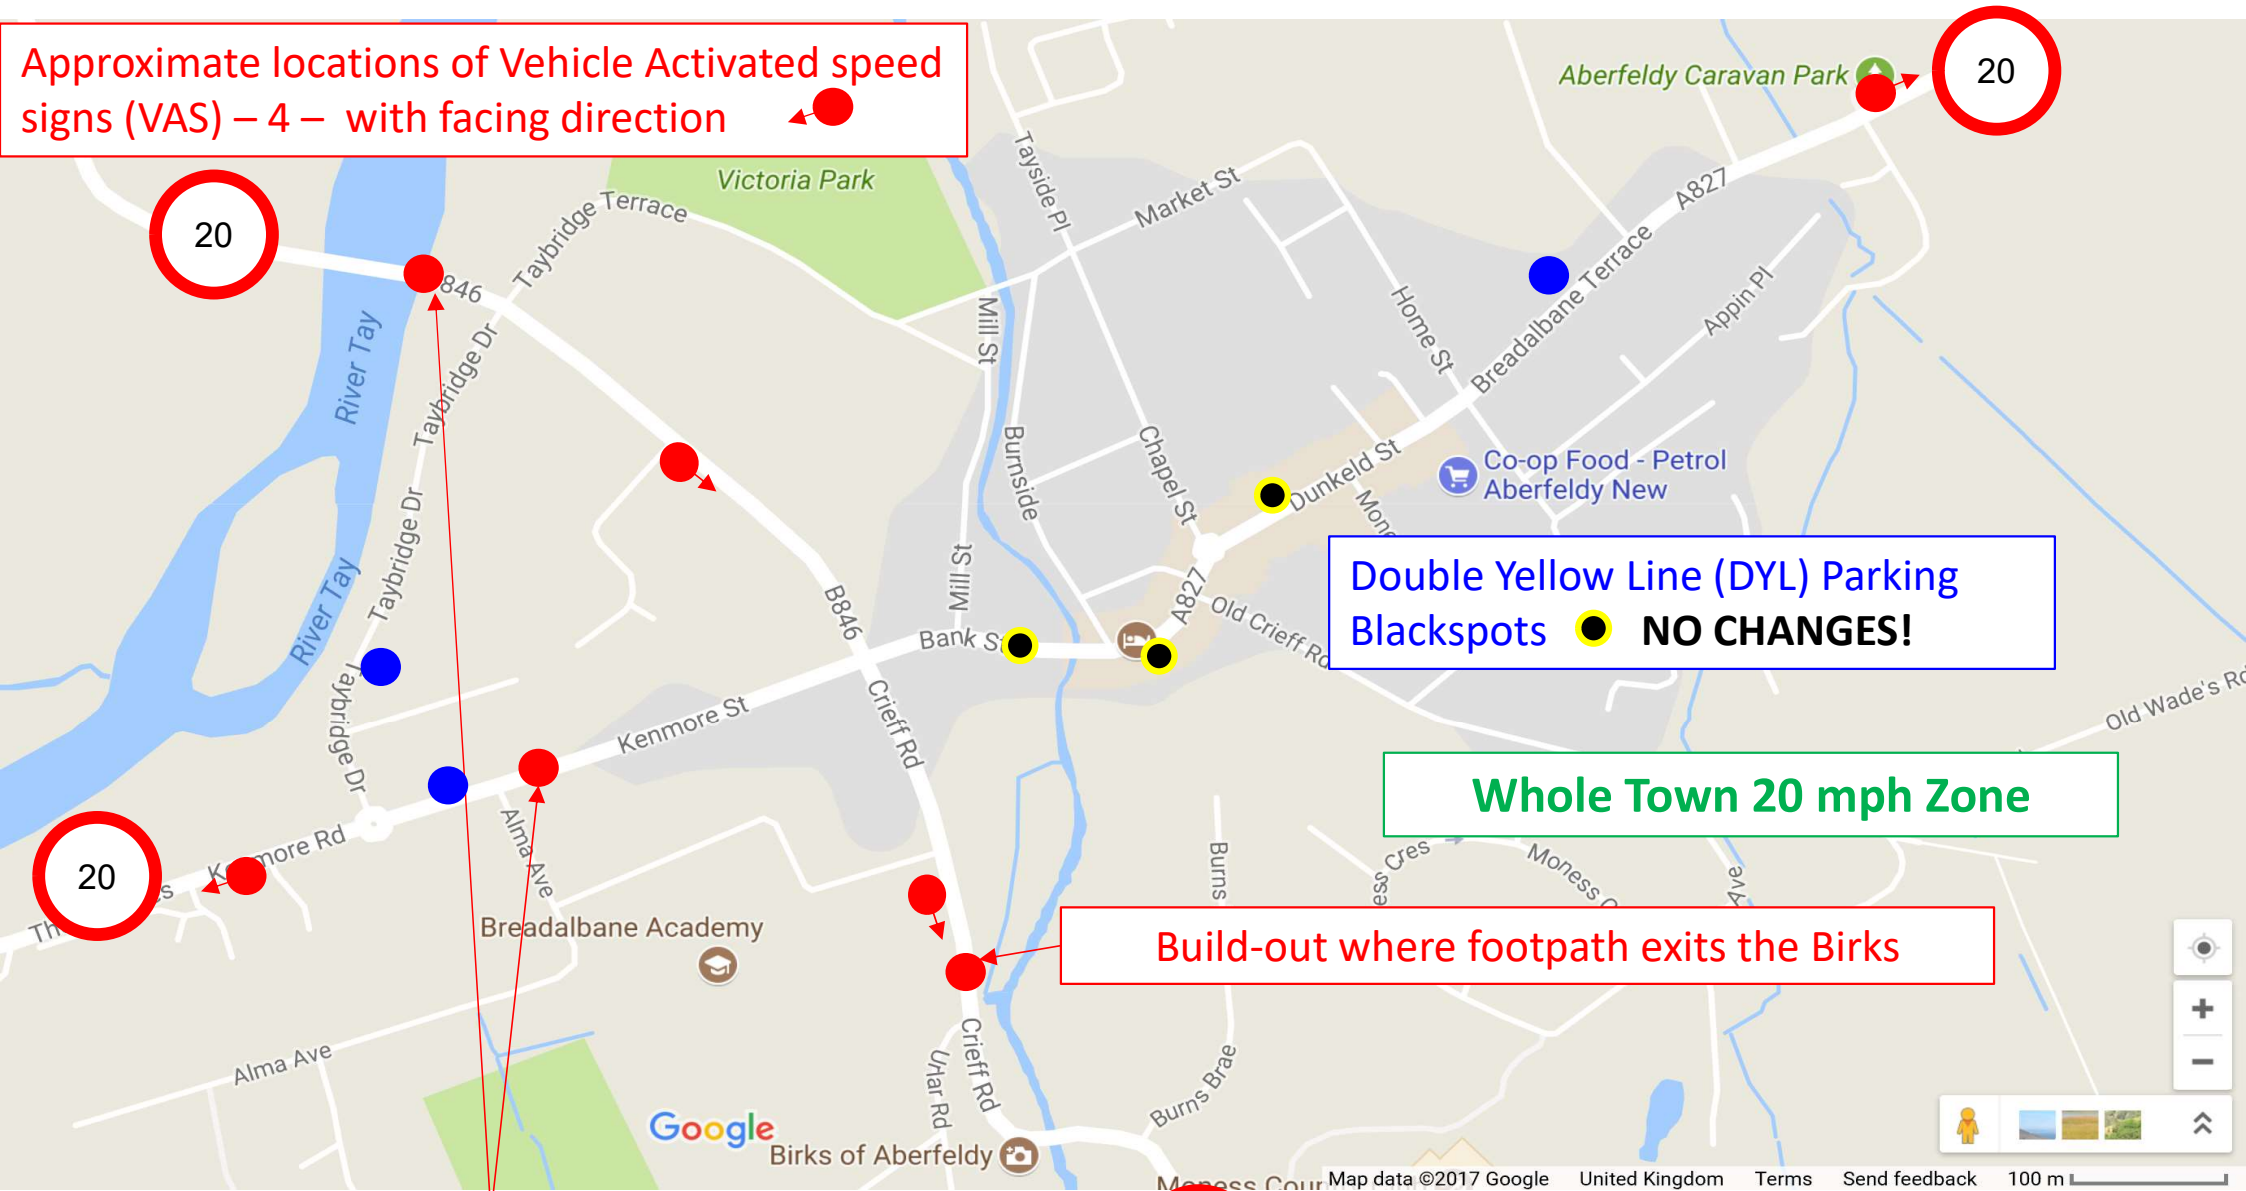 Approximate locations of Vehicle Activated speed
signs (VAS) – 4 – with facing direction
Aberfeldy Caravan Park
20
20
Victoria Park
Taybridge Terrace
Tayside Pl
Market St
A827
846
River Tay
Taybridge Dr
Mill St
Home St
Breadalbane Terrace
Appin Pl
Burnside
Chapel St
Dunkeld St
Co-op Food - Petrol
Aberfeldy New
Taybridge Dr
River Tay
Mill St
B846
A827
Old Crieff Rd
Bank St
Double Yellow Line (DYL) Parking
Blackspots NO CHANGES!
Taybridge Dr
Kenmore St
Crieff Rd
Old Wade's Rd
Whole Town 20 mph Zone
20
Kenmore Rd
Alma Ave
Burns
Moness
Ave
Breadalbane Academy
Build-out where footpath exits the Birks
Alma Ave
Urlar Rd
Crieff Rd
Burns Brae
Google
Birks of Aberfeldy
Map data ©2017 Google United Kingdom Terms Send feedback 100 m